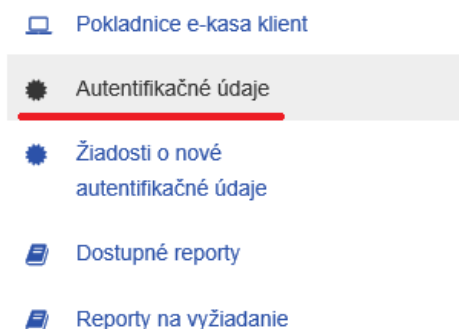 Pokladnice e-kasa klient
Autentifikačné údaje
Žiadosti o nové
autentifikačné údaje
Dostupné reporty
Reporty na vyžiadanie